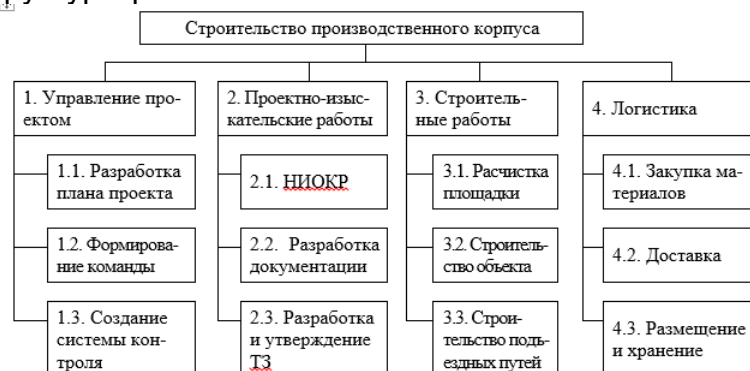 Строительство производственного корпуса
1. Управление про-
ектом
2. Проектно-изыс-
кательские работы
3. Строитель-
ные работы
4. Логистика
1.1. Разработка
плана проекта
2.1. НИОКР
3.1. Расчистка
площадки
4.1. Закупка ма-
териалов
1.2. Формирова-
ние команды
2.2. Разработка
документации
3.2. Строитель-
ство объекта
4.2. Доставка
1.3. Создание
системы кон-
троля
2.3. Разработка
и утверждение
ТЗ
3.3. Строи-
тельство подъ-
ездных путей
4.3. Размещение
и хранение